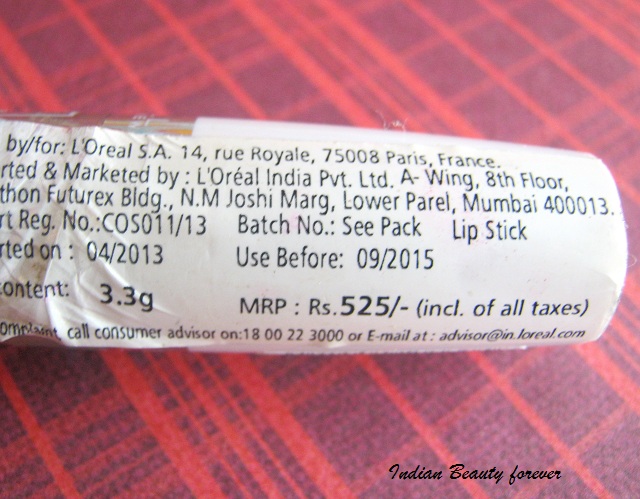 by/for: L'Oreal S.A. 14, rue Royale, 75008 Paris, France.
rted & Marketed by : L'Oréal India Pvt. Ltd. A- Wing, 8th Floor,
thon Futurex Bldg., N.M Joshi Marg, Lower Parel, Mumbai 400013.
rt Reg. No.:COS011/13 Batch No.: See Pack Lip Stick
rted on : 04/2013 Use Before: 09/2015
ontent: 3.3g MRP : Rs.525/- (incl. of all taxes)
omplaint, call consumer advisor on:18 00 22 3000 or E-mail at : advisor@in.loreal.com
Indian Beauty forever